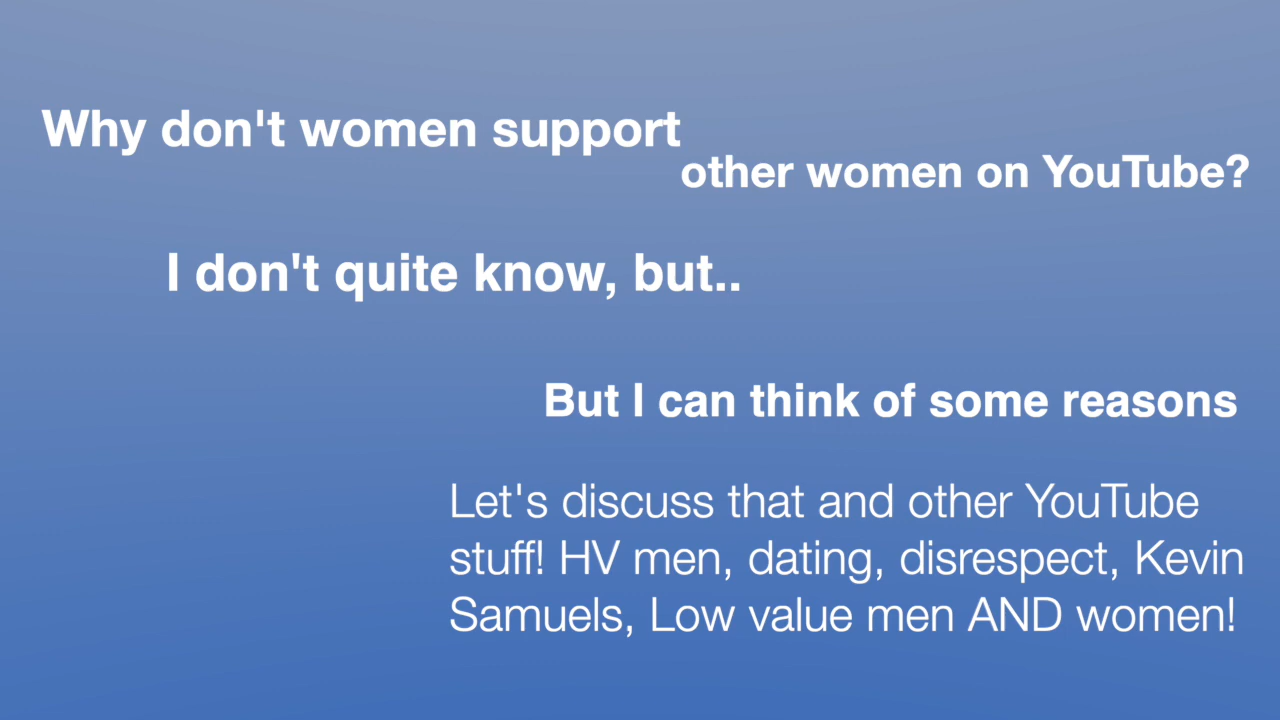 Why don't women support
other women on YouTube?
I don't quite know, but..
But I can think of some reasons
Let's discuss that and other YouTube
stuff! HV men, dating, disrespect, Kevin
Samuels, Low value men AND women!